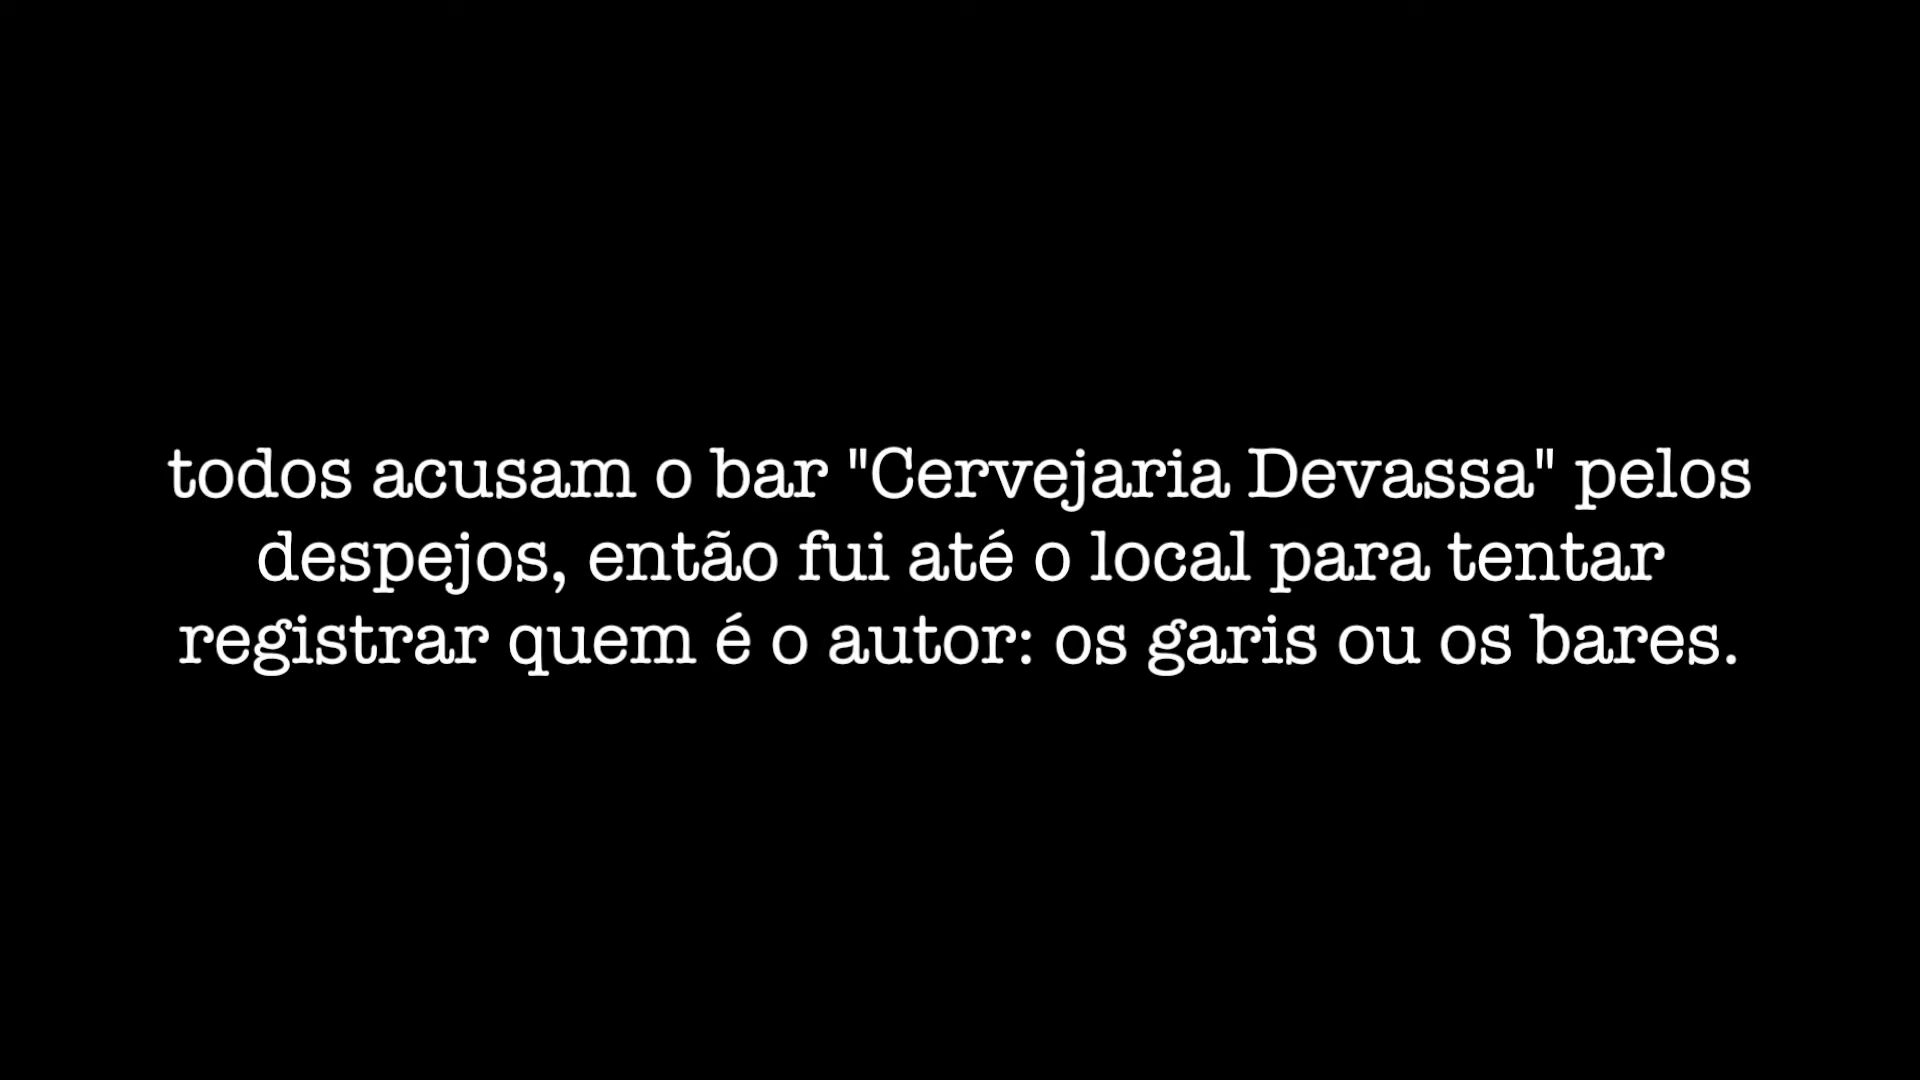 todos acusam o bar "Cervejaria Devassa" pelos
despejos, então fui até o local para tentar
registrar quem é o autor: os garis ou os bares.